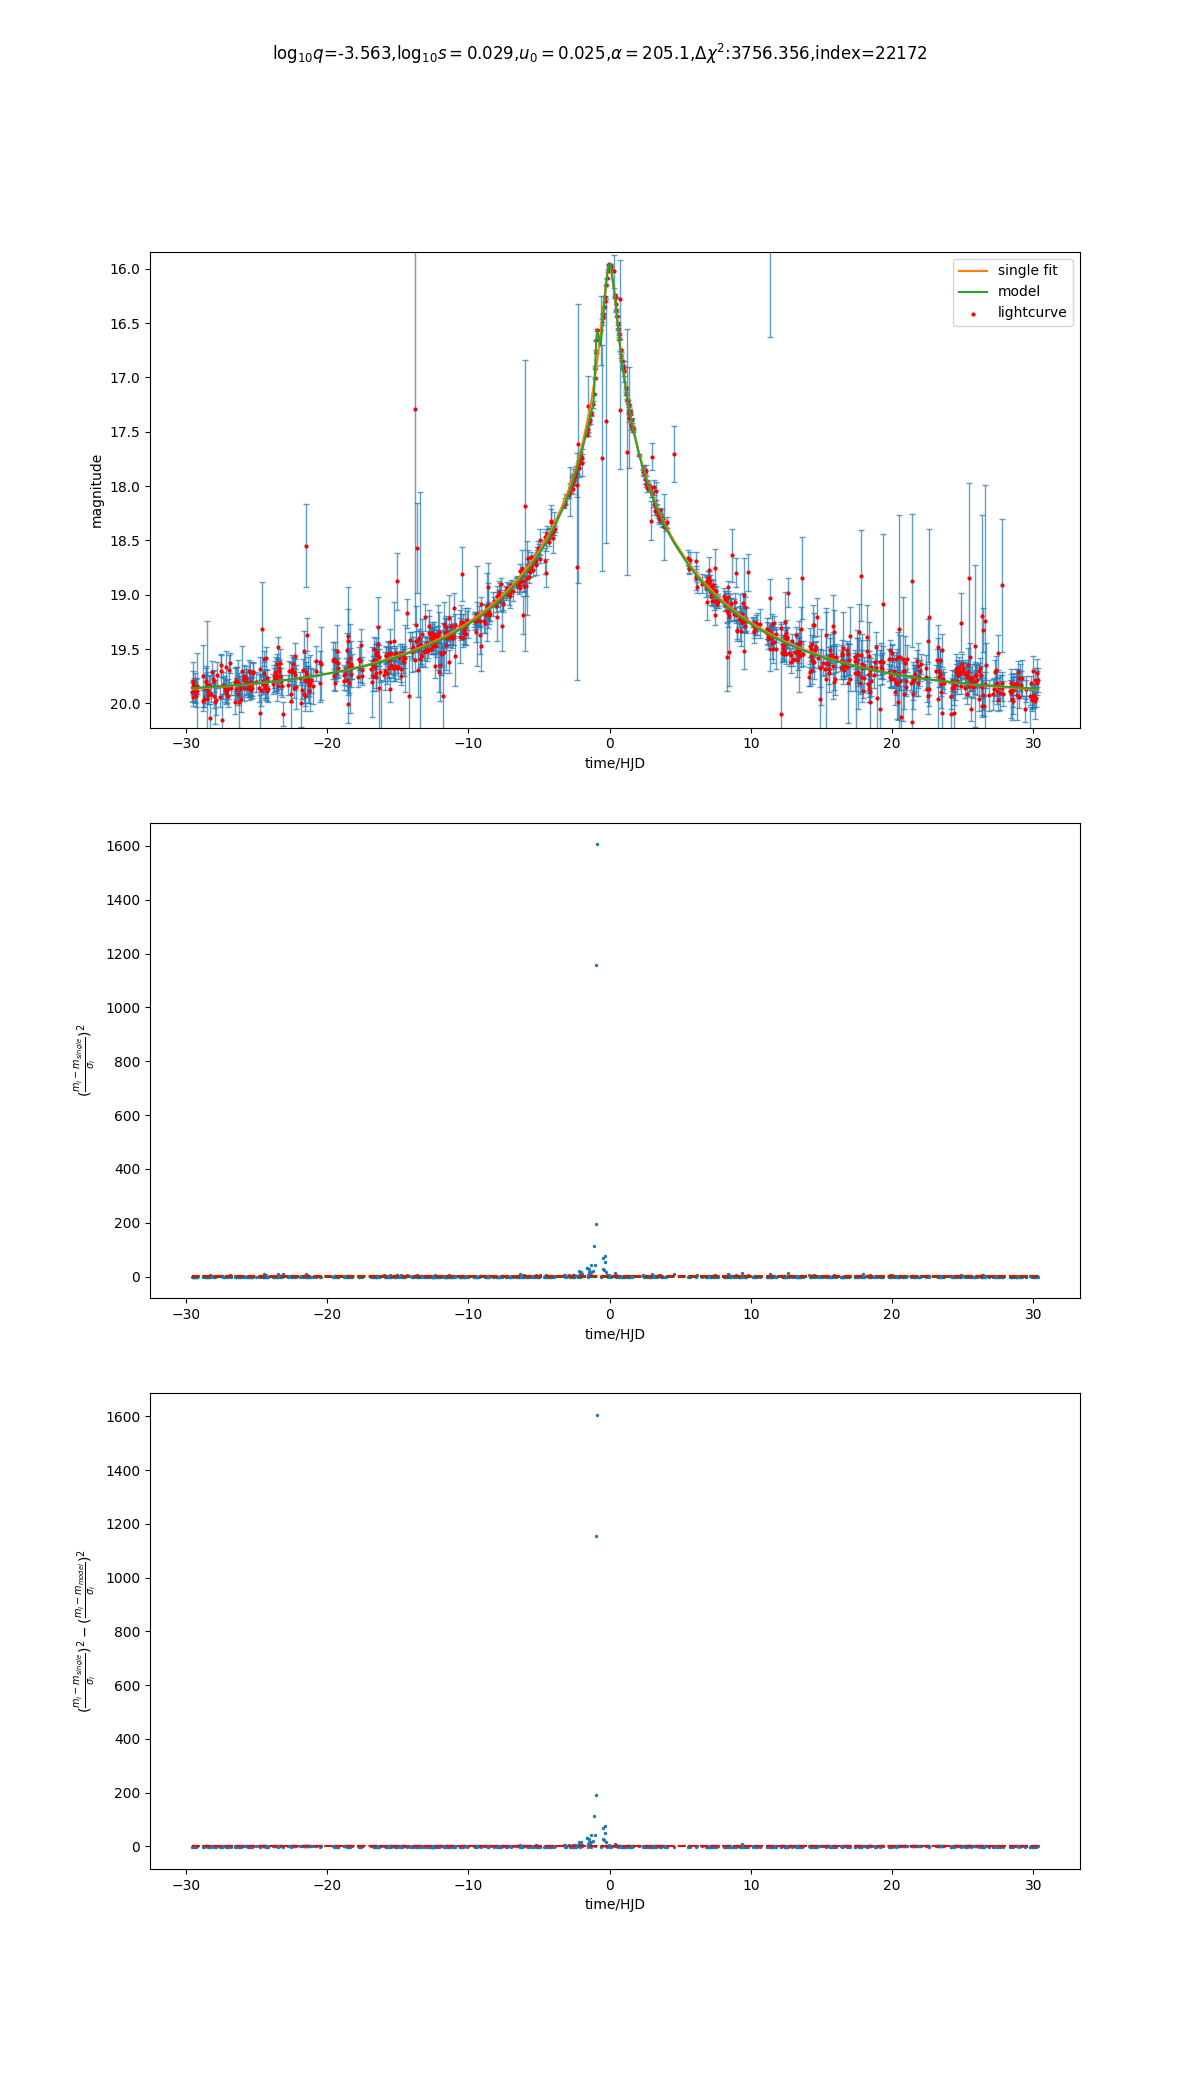 log₁₀q=-3.563,log₁₀s = 0.029,u₀ = 0.025,α = 205.1,Δχ²:3756.356,index=22172
single fit
model
lightcurve
magnitude
16.0
16.5
17.0
17.5
18.0
18.5
19.0
19.5
20.0
−30 −20 −10 0 10 20 30
time/HJD
(mᵢ − m_single / σᵢ)²
1600
1400
1200
1000
800
600
400
200
0
−30 −20 −10 0 10 20 30
time/HJD
(mᵢ − m_single / σᵢ)² − (mᵢ − m_model / σᵢ)²
1600
1400
1200
1000
800
600
400
200
0
−30 −20 −10 0 10 20 30
time/HJD